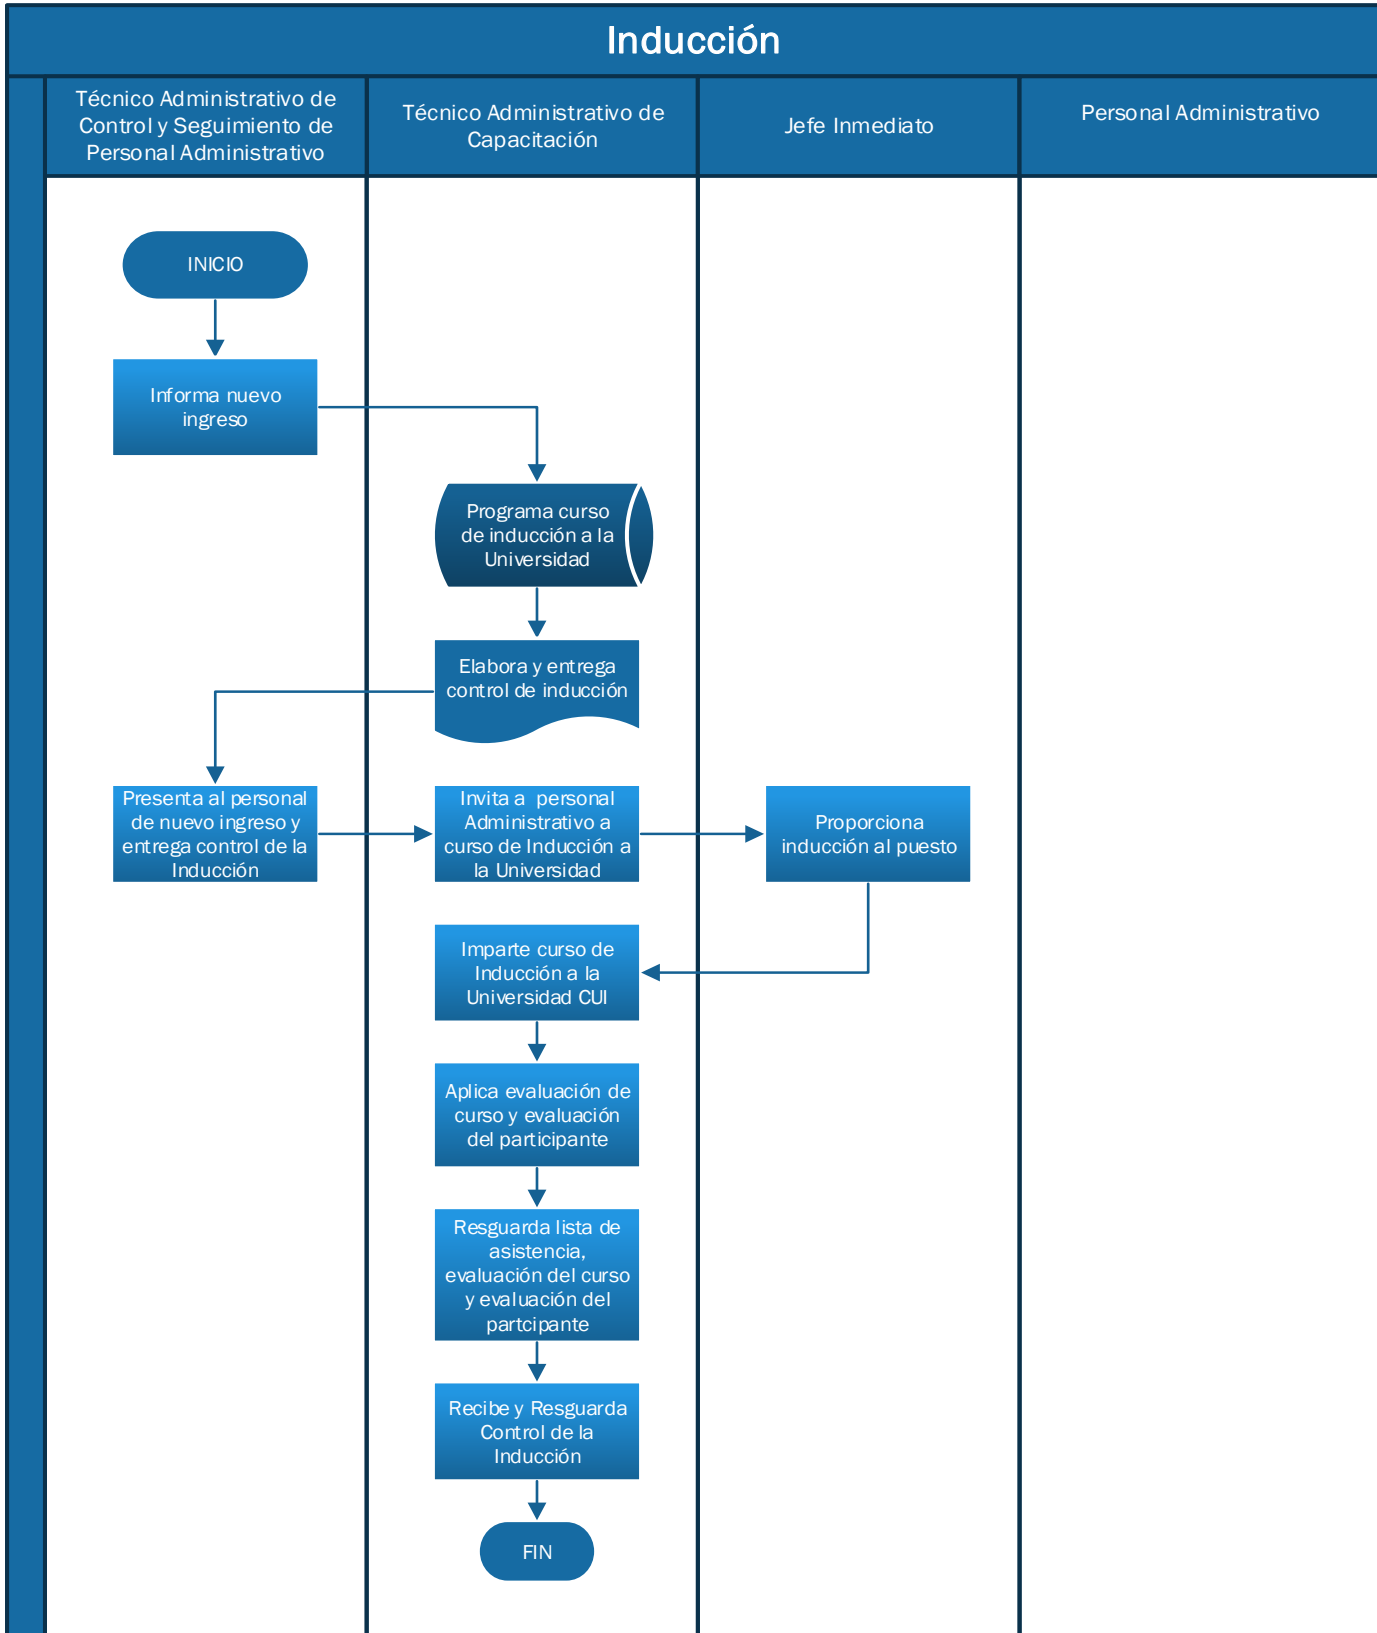 Inducción
Técnico Administrativo de
Control y Seguimiento de
Personal Administrativo
Técnico Administrativo de
Capacitación
Jefe Inmediato
Personal Administrativo
INICIO
Informa nuevo
ingreso
Programa curso
de inducción a la
Universidad
Elabora y entrega
control de inducción
Presenta al personal
de nuevo ingreso y
entrega control de la
Inducción
Invita a personal
Administrativo a
curso de Inducción a
la Universidad
Proporciona
inducción al puesto
Imparte curso de
Inducción a la
Universidad CUI
Aplica evaluación de
curso y evaluación
del participante
Resguarda lista de
asistencia,
evaluación del curso
y evaluación del
partcipante
Recibe y Resguarda
Control de la
Inducción
FIN